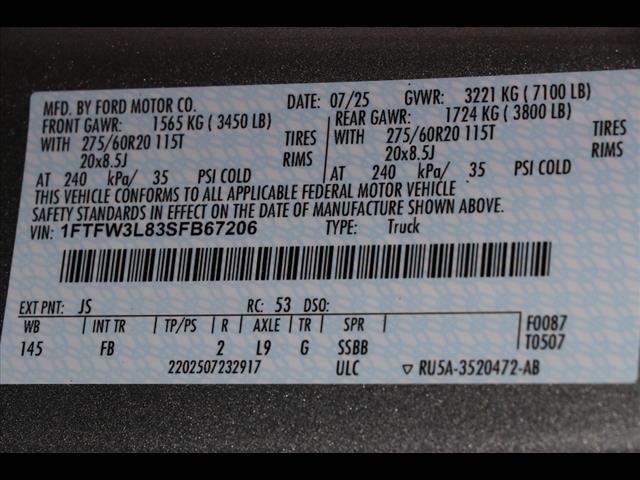 MFD. BY FORD MOTOR CO. DATE: 07/25 GVWR: 3221 KG ( 7100 LB)
FRONT GAWR: 1565 KG ( 3450 LB) REAR GAWR: 1724 KG ( 3800 LB)
WITH 275/60R20 115T TIRES WITH 275/60R20 115T TIRES
20x8.5J RIMS 20x8.5J RIMS
AT 240 kPa/ 35 PSI COLD AT 240 kPa/ 35 PSI COLD
THIS VEHICLE CONFORMS TO ALL APPLICABLE FEDERAL MOTOR VEHICLE
SAFETY STANDARDS IN EFFECT ON THE DATE OF MANUFACTURE SHOWN ABOVE.
VIN: 1FTFW3L83SFB67206 TYPE: Truck
EXT PNT: JS RC: 53 DSO:
WB INT TR TP/PS R AXLE TR SPR F0087
145 FB 2 L9 G SSBB T0507
2202507232917 ULC ▽ RU5A-3520472-AB